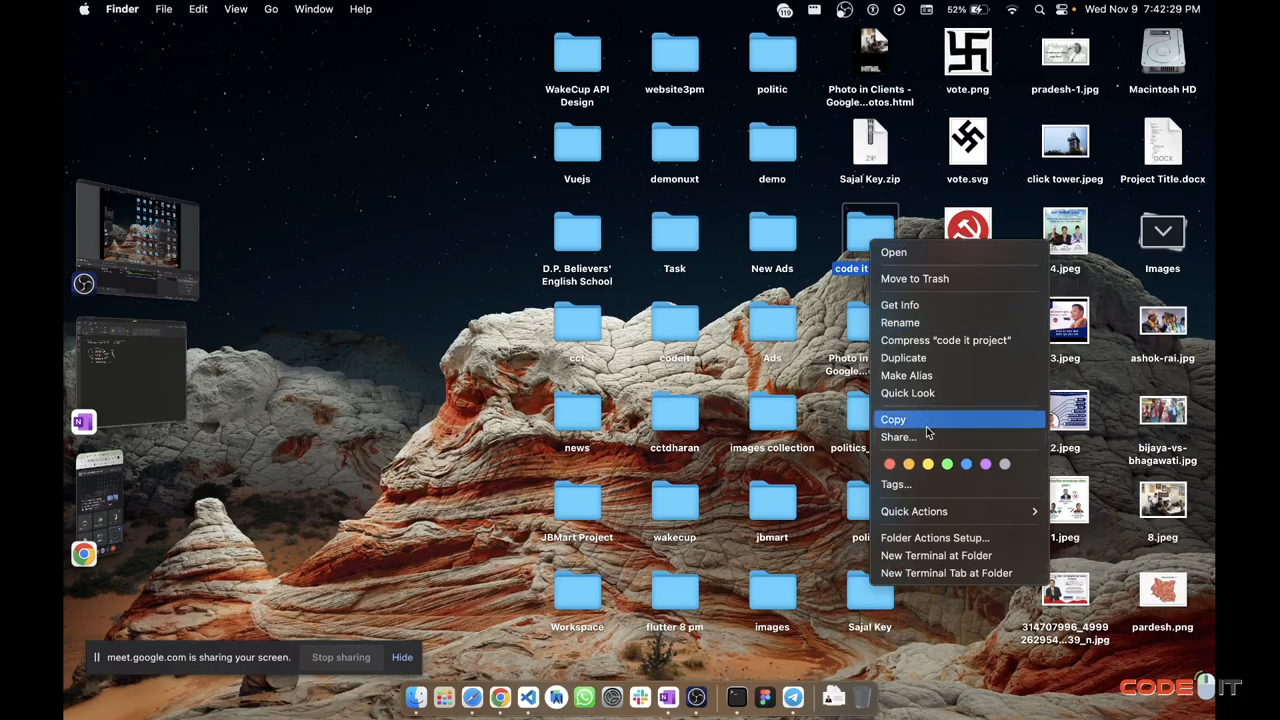 Finder File Edit View Go Window Help
119 52% Wed Nov 9 7:42:29 PM
WakeCup API
Design
website3pm
politic
HTML
Photo in Clients -
Google...otos.html
vote.png
pradesh-1.jpg
Macintosh HD
Vuejs
demonuxt
demo
ZIP
Sajal Key.zip
vote.svg
click tower.jpeg
DOCX
Project Title.docx
D.P. Believers'
English School
Task
New Ads
code it
4.jpeg
Images
cct
codeit
Ads
Photo in
Google...
3.jpeg
ashok-rai.jpg
news
cctdharan
images collection
politics_
2.jpeg
bijaya-vs-
bhagawati.jpg
JBMart Project
wakecup
jbmart
poli
1.jpeg
8.jpeg
Workspace
flutter 8 pm
images
Sajal Key
314707996_4999
262954...39_n.jpg
pardesh.png
Open
Move to Trash
Get Info
Rename
Compress "code it project"
Duplicate
Make Alias
Quick Look
Copy
Share...
Tags...
Quick Actions
Folder Actions Setup...
New Terminal at Folder
New Terminal Tab at Folder
meet.google.com is sharing your screen. Stop sharing Hide
CODE IT